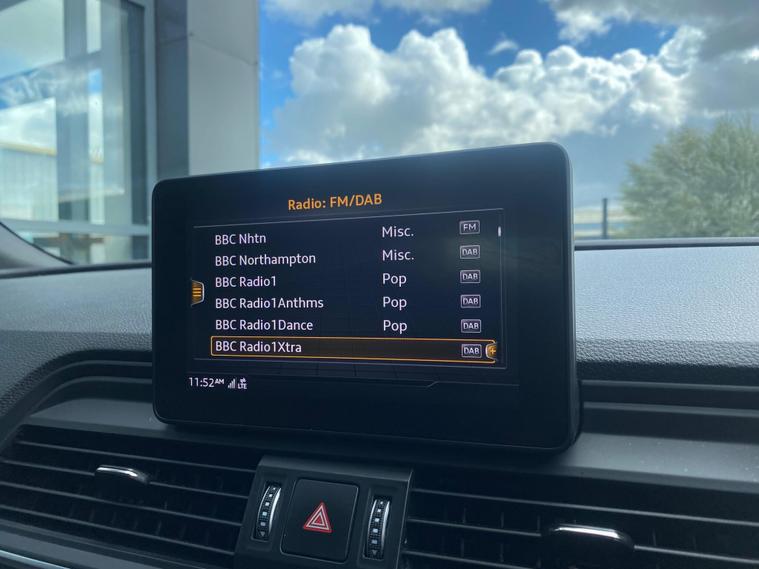 Radio: FM/DAB
BBC Nhtn Misc. FM
BBC Northampton Misc. DAB
BBC Radio1 Pop DAB
BBC Radio1Anthms Pop DAB
BBC Radio1Dance Pop DAB
BBC Radio1Xtra DAB
11:52AM LTE